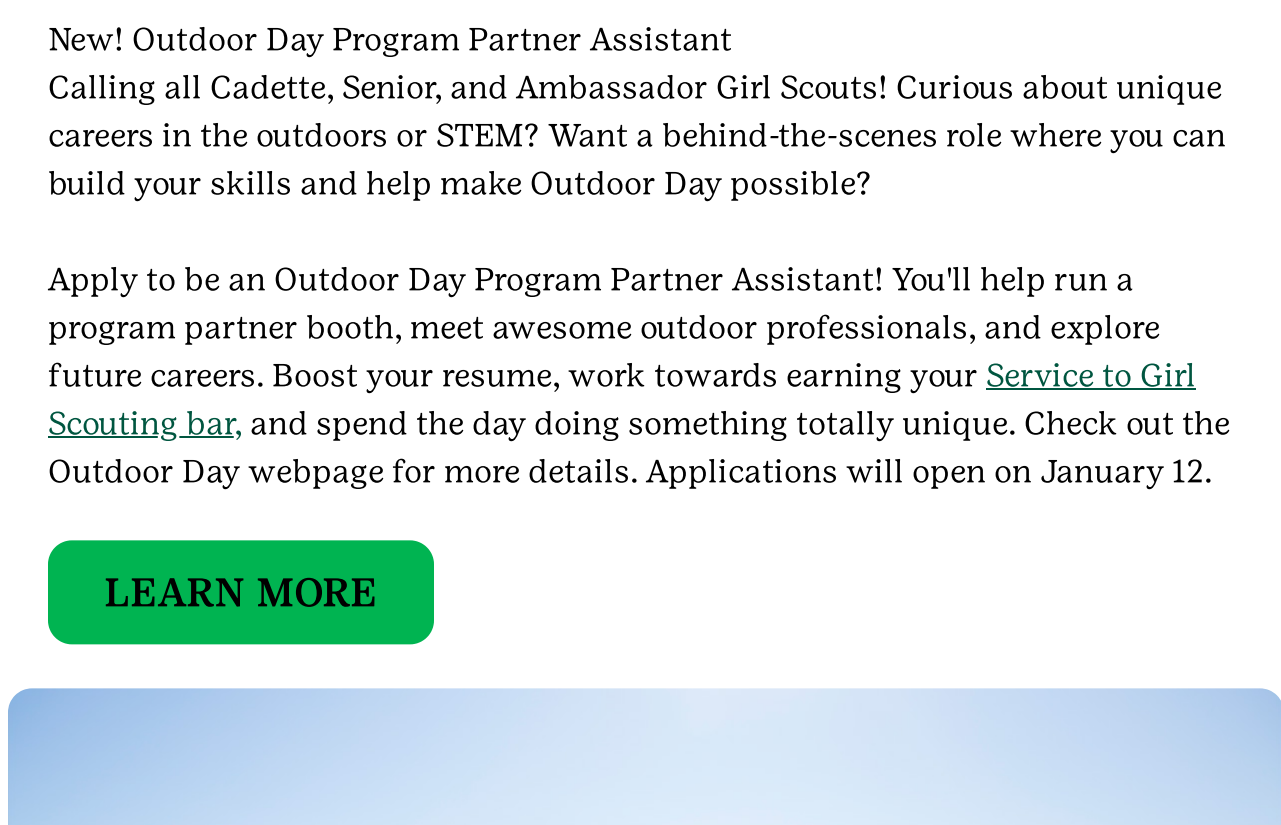 New! Outdoor Day Program Partner Assistant
Calling all Cadette, Senior, and Ambassador Girl Scouts! Curious about unique
careers in the outdoors or STEM? Want a behind-the-scenes role where you can
build your skills and help make Outdoor Day possible?
Apply to be an Outdoor Day Program Partner Assistant! You'll help run a
program partner booth, meet awesome outdoor professionals, and explore
future careers. Boost your resume, work towards earning your Service to Girl
Scouting bar, and spend the day doing something totally unique. Check out the
Outdoor Day webpage for more details. Applications will open on January 12.
LEARN MORE